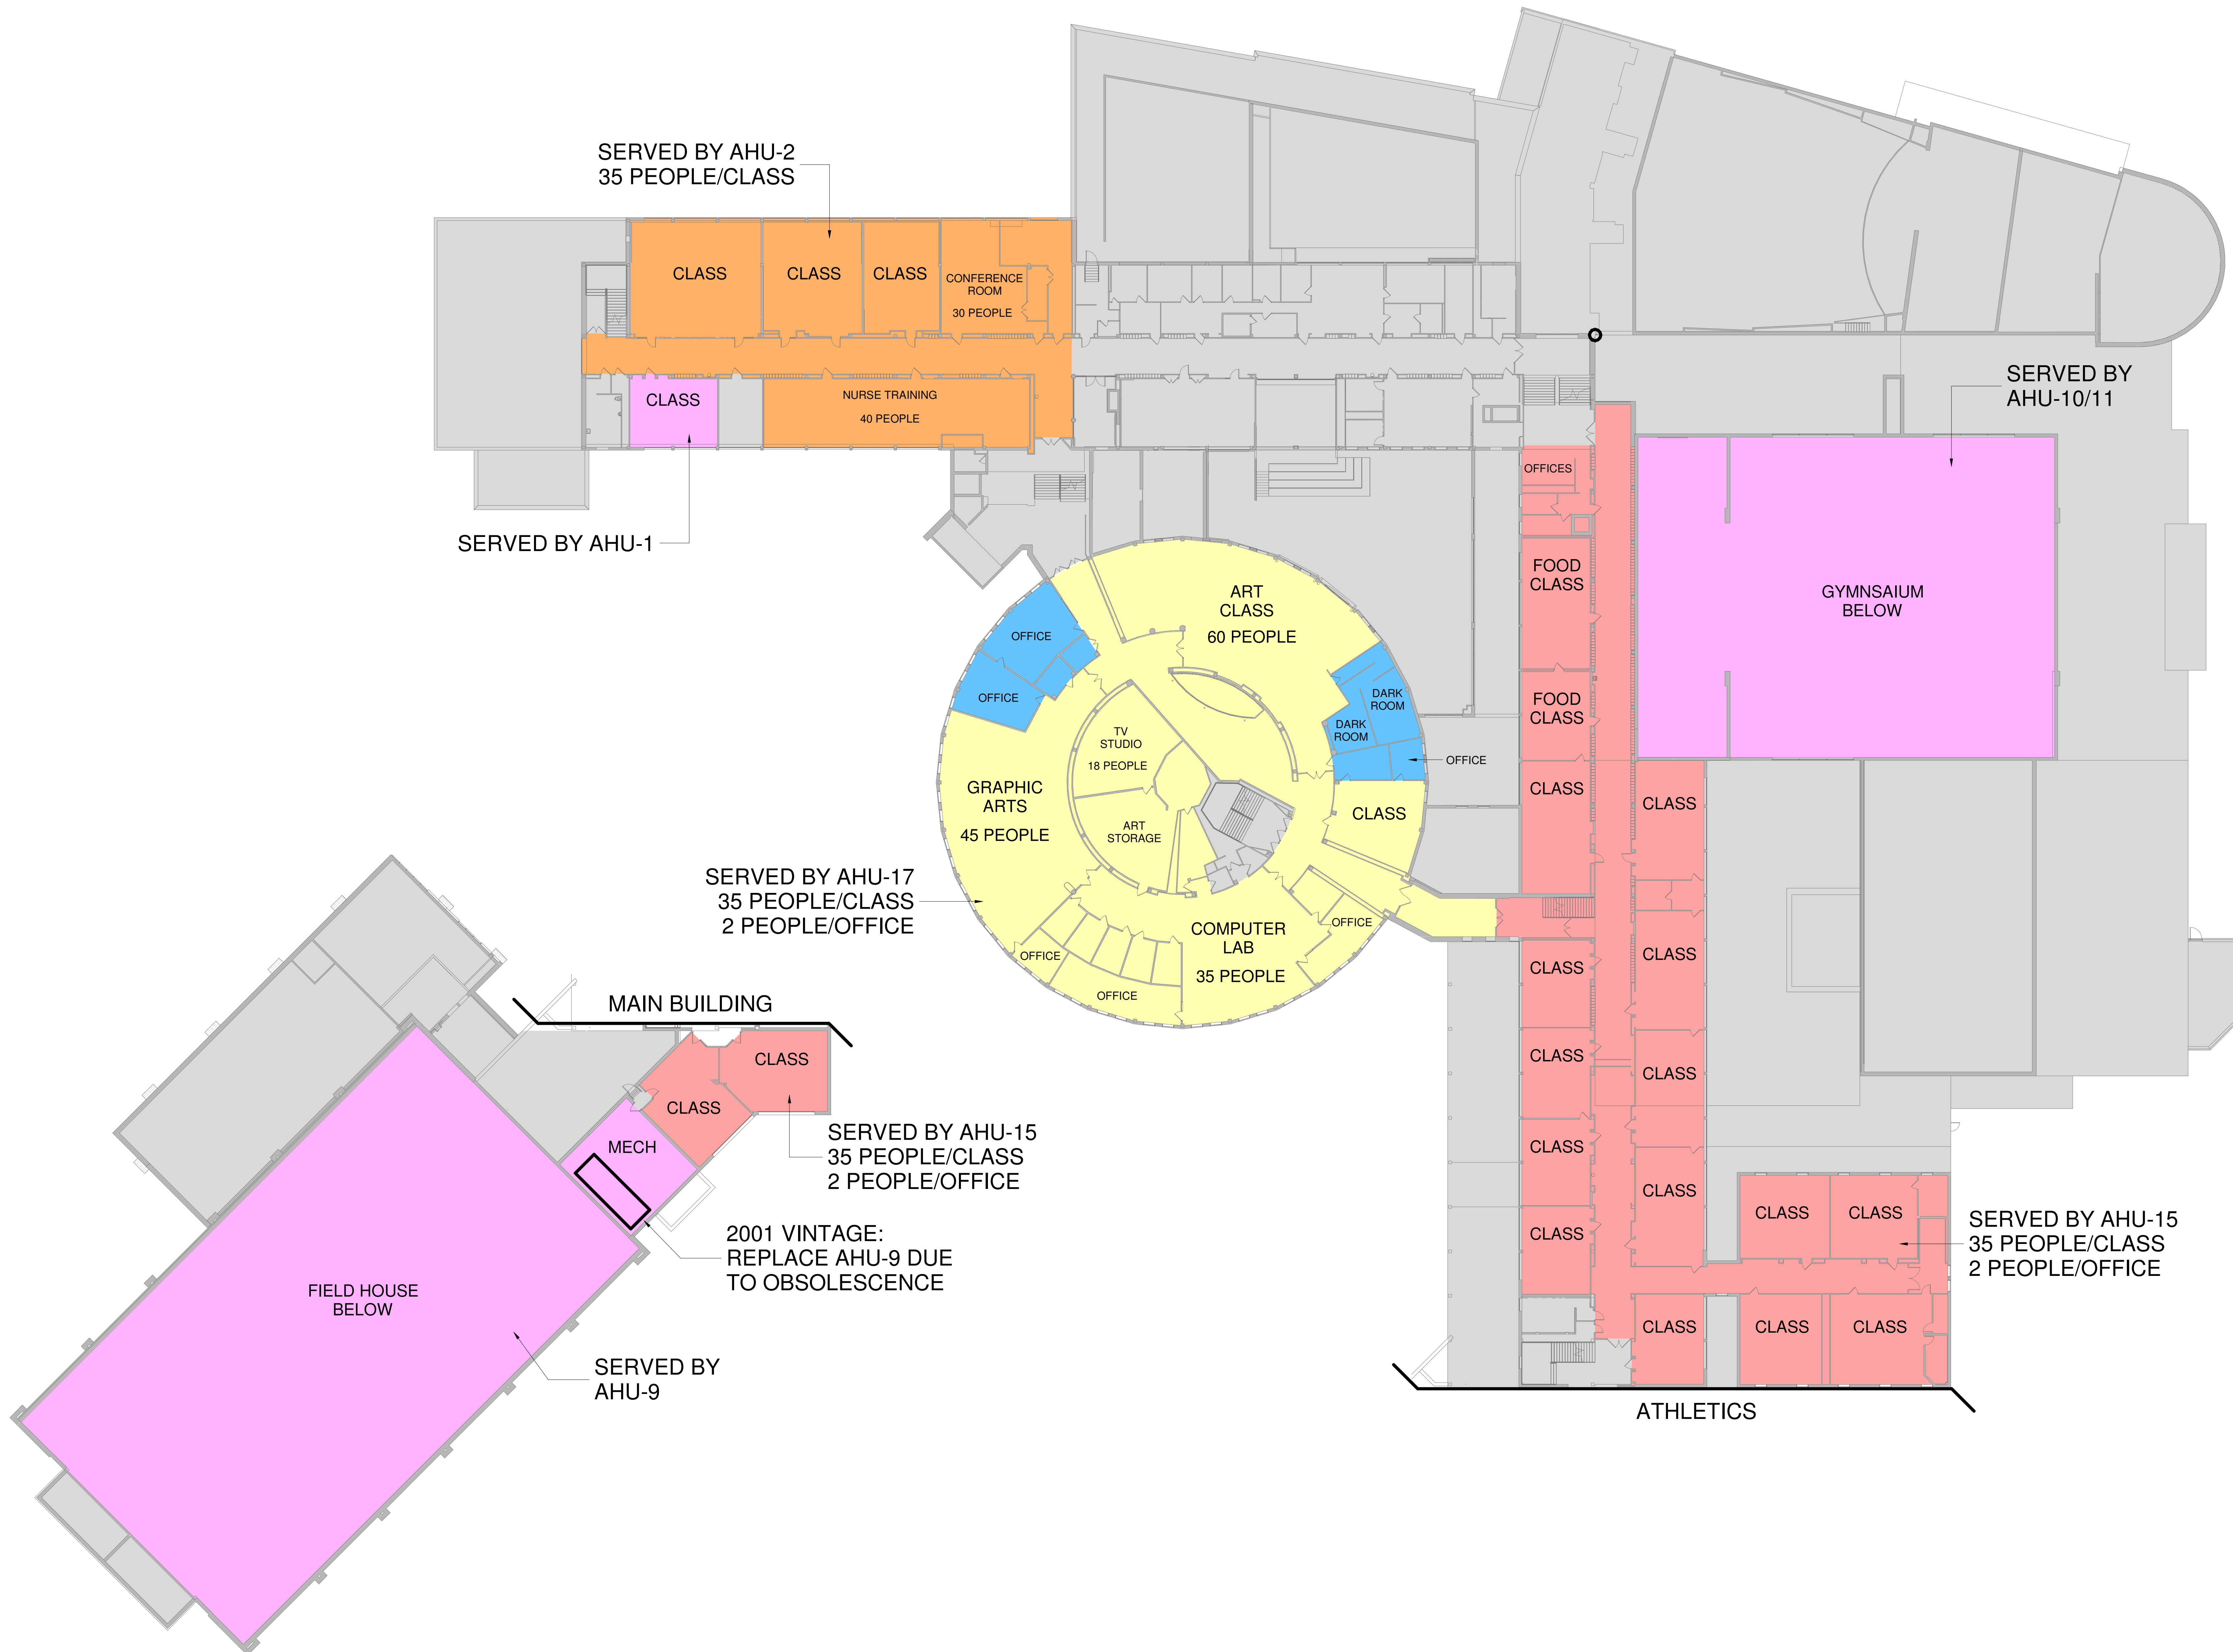 SERVED BY AHU-2
35 PEOPLE/CLASS
CLASS
CLASS
CLASS
CONFERENCE
ROOM
30 PEOPLE
CLASS
NURSE TRAINING
40 PEOPLE
SERVED BY AHU-1
SERVED BY
AHU-10/11
OFFICES
FOOD
CLASS
FOOD
CLASS
GYMNSAIUM
BELOW
ART
CLASS
60 PEOPLE
OFFICE
OFFICE
DARK
ROOM
DARK
ROOM
OFFICE
TV
STUDIO
18 PEOPLE
GRAPHIC
ARTS
45 PEOPLE
ART
STORAGE
CLASS
SERVED BY AHU-17
35 PEOPLE/CLASS
2 PEOPLE/OFFICE
COMPUTER
LAB
35 PEOPLE
OFFICE
OFFICE
OFFICE
CLASS
CLASS
CLASS
CLASS
CLASS
CLASS
CLASS
CLASS
CLASS
CLASS
CLASS
CLASS
CLASS
CLASS
SERVED BY AHU-15
35 PEOPLE/CLASS
2 PEOPLE/OFFICE
ATHLETICS
MAIN BUILDING
CLASS
CLASS
MECH
SERVED BY AHU-15
35 PEOPLE/CLASS
2 PEOPLE/OFFICE
2001 VINTAGE:
REPLACE AHU-9 DUE
TO OBSOLESCENCE
FIELD HOUSE
BELOW
SERVED BY
AHU-9